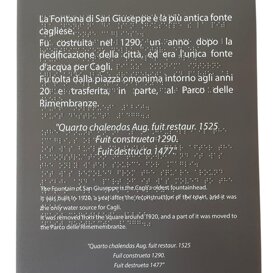 La Fontana di San Giuseppe è la più antica fonte
cagliese.
Fu costruita nel 1290, un anno dopo la
riedificazione della città, ed era l'unica fonte
d'acqua per Cagli.
Fu tolta dalla piazza omonima intorno agli anni
20 e trasferita, in parte, al Parco delle
Rimembranze.
"Quarto chalendas Aug. fuit restaur. 1525
Fuit construeta 1290.
Fuit destructa 1477".
The Fountain of San Giuseppe is the Cagli's oldest fountainhead.
It was built to 1920, a year after the reconstruction of the town, and it was
the only water source for Cagli.
It was removed from the square around 1920, and a part of it was moved to
the Parco delle Rimembranze.
"Quarto chalendas Aug. fuit restaur. 1525
Fuit construeta 1290.
Fuit destructa 1477"